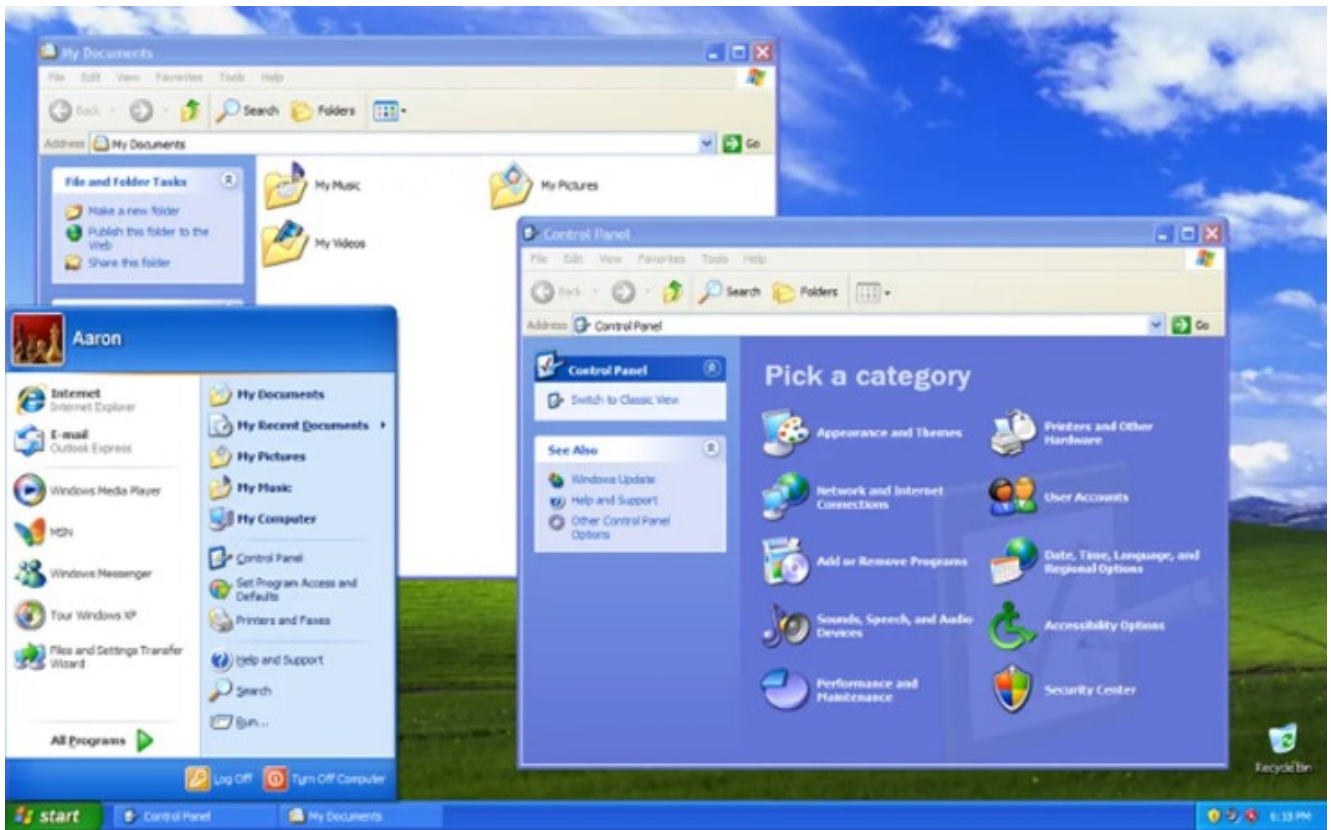 My Documents
File Edit View Favorites Tools Help
Back Search Folders
Address My Documents Go
File and Folder Tasks
Make a new folder
Publish this folder to the
Web
Share this folder
My Music
My Pictures
My Videos
Control Panel
File Edit View Favorites Tools Help
Back Search Folders
Address Control Panel Go
Control Panel
Switch to Classic View
See Also
Windows Update
Help and Support
Other Control Panel
Options
Pick a category
Appearance and Themes
Printers and Other
Hardware
Network and Internet
Connections
User Accounts
Add or Remove Programs
Date, Time, Language, and
Regional Options
Sounds, Speech, and Audio
Devices
Accessibility Options
Performance and
Maintenance
Security Center
Aaron
Internet
Internet Explorer
E-mail
Outlook Express
Windows Media Player
MSN
Windows Messenger
Tour Windows XP
Files and Settings Transfer
Wizard
All Programs
My Documents
My Recent Documents
My Pictures
My Music
My Computer
Control Panel
Set Program Access and
Defaults
Printers and Faxes
Help and Support
Search
Run...
Log Off Turn Off Computer
Recycle Bin
start Control Panel My Documents 6:18 PM